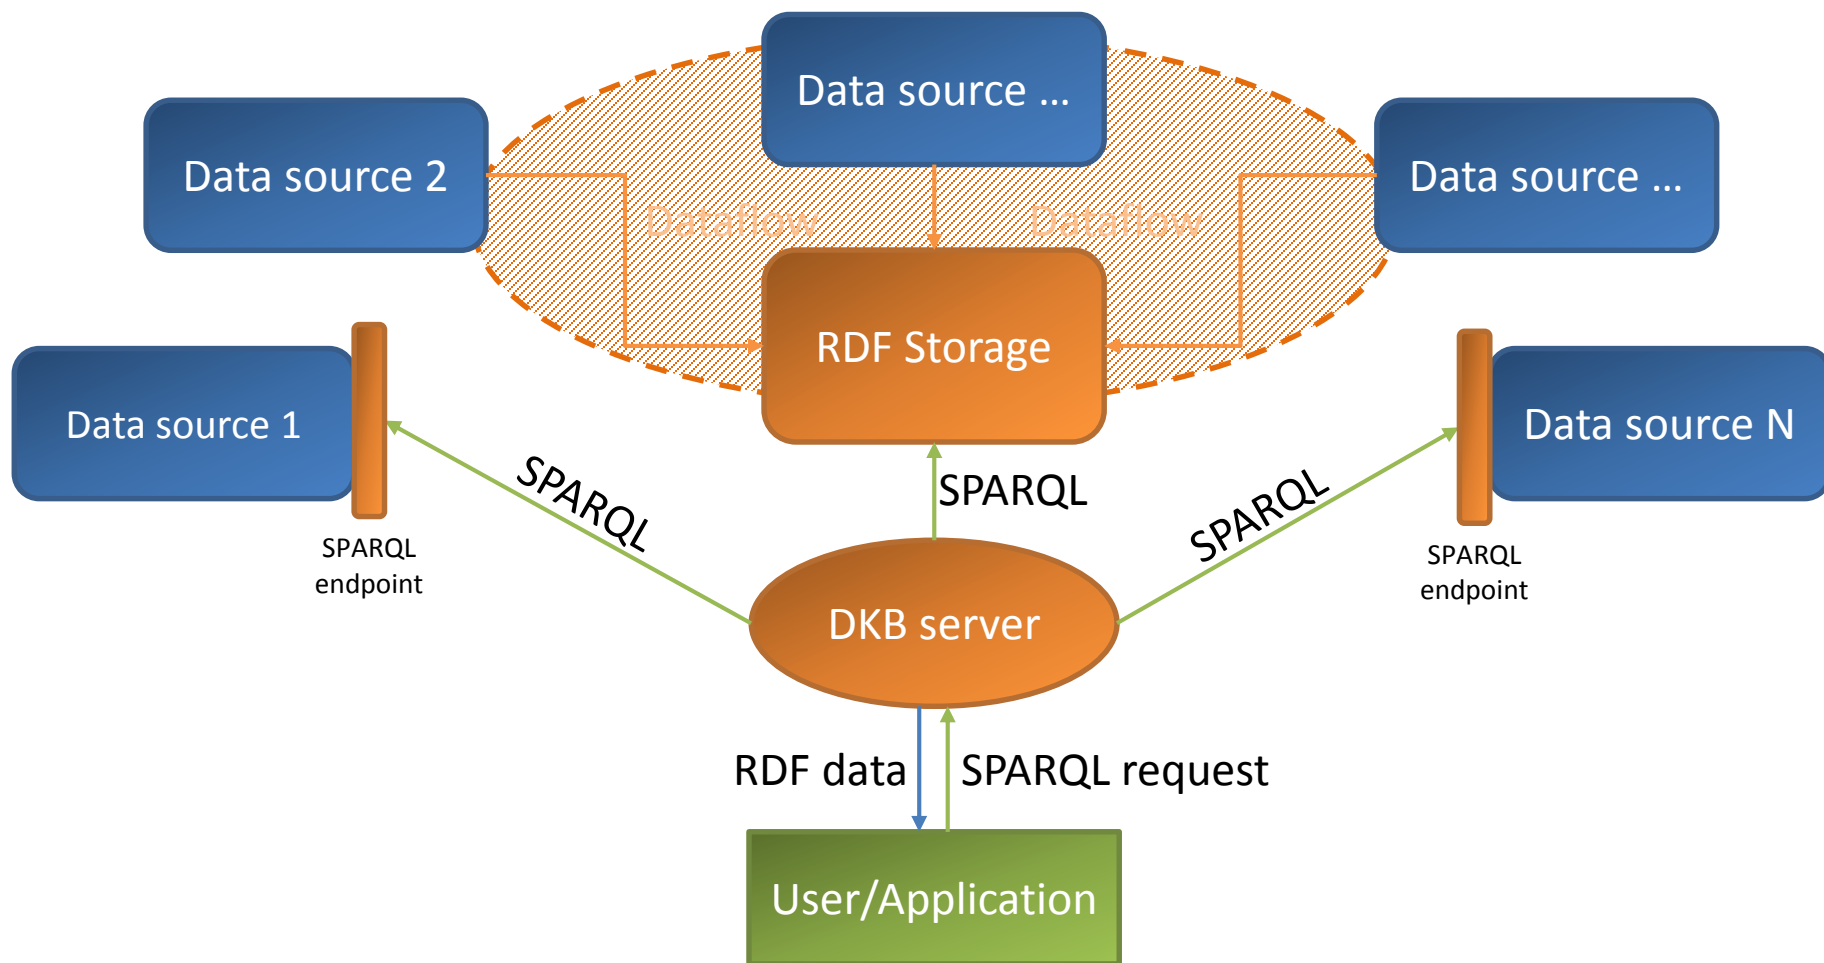 Data source ...
Data source 2
Data source ...
Dataflow
Dataflow
RDF Storage
Data source 1
Data source N
SPARQL
SPARQL
SPARQL
SPARQL
endpoint
SPARQL
endpoint
DKB server
RDF data
SPARQL request
User/Application